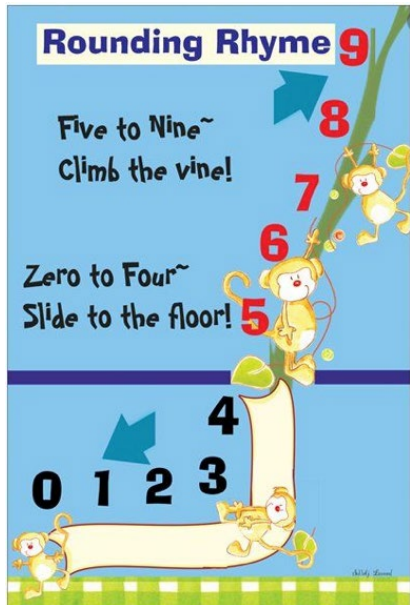 Rounding Rhyme 9
8
Five to Nine~
Climb the vine!
7
6
Zero to Four~
Slide to the floor! 5
4
0 1 2 3